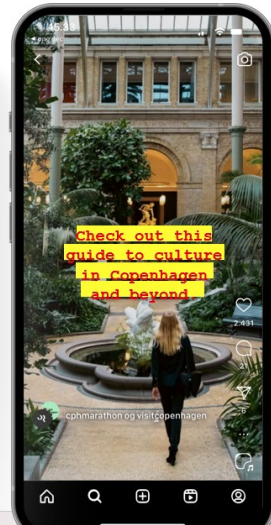 Check out this
guide to culture
in Copenhagen
and beyond
2.431
cphmarathon og visitcopenhagen